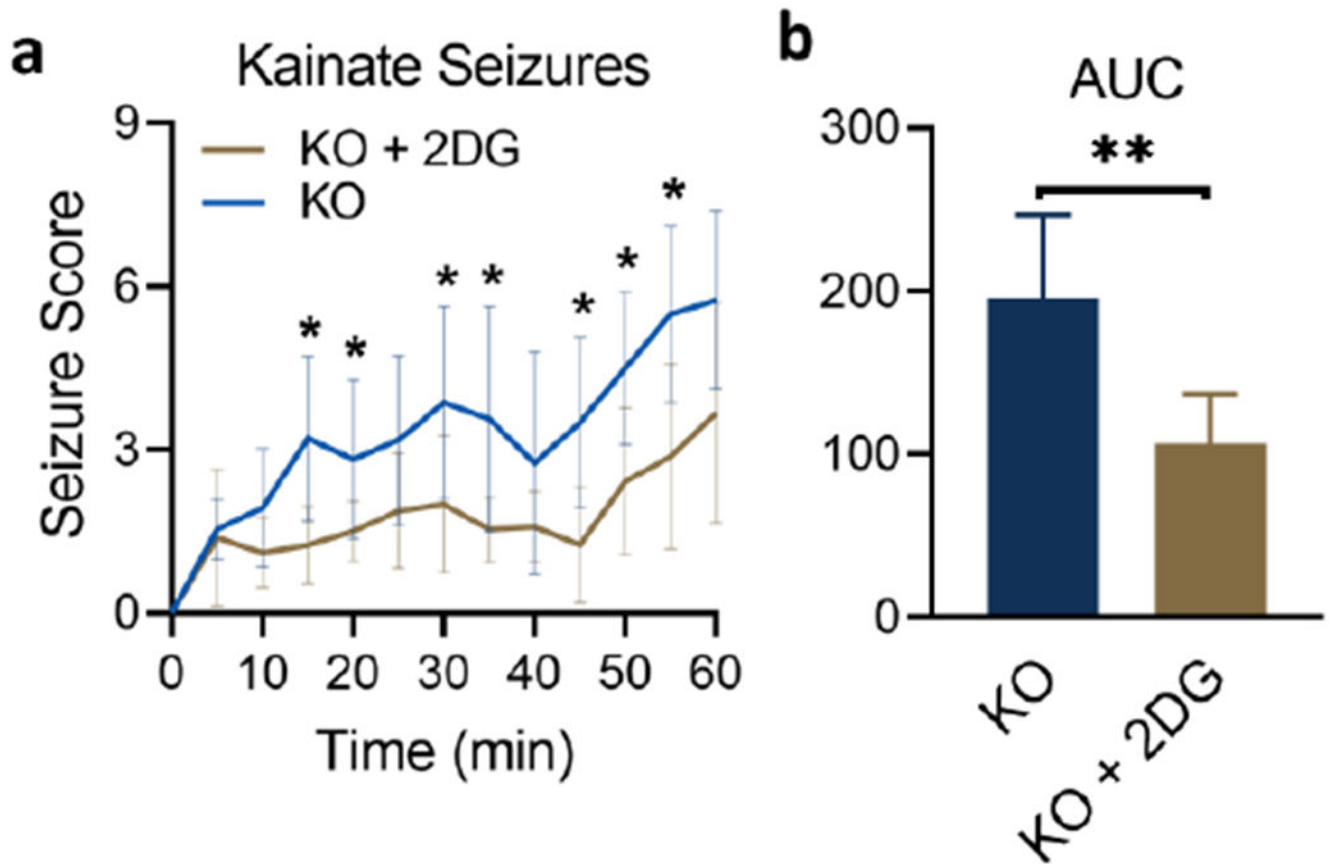 a
Kainate Seizures
9
6
3
0
Seizure Score
KO + 2DG
KO
*
*
*
*
*
*
*
0 10 20 30 40 50 60
Time (min)
b
AUC
300
200
100
0
**
KO
KO + 2DG